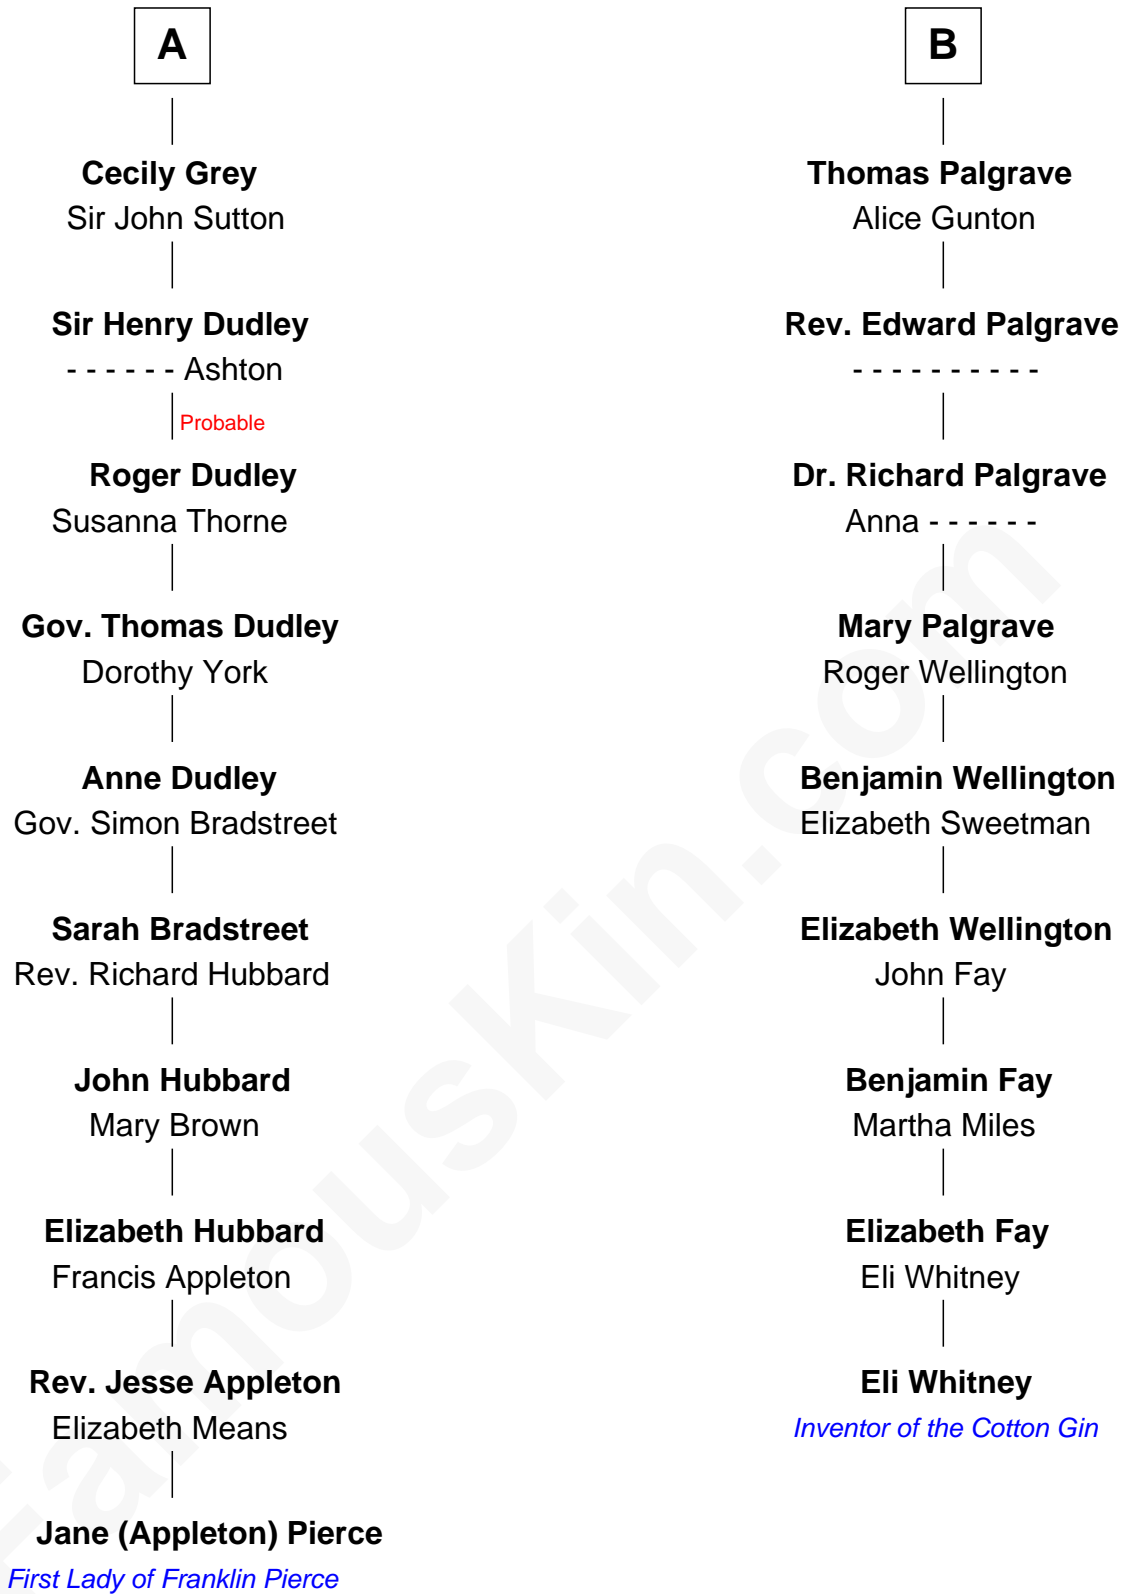 A
Cecily Grey
Sir John Sutton
Sir Henry Dudley
- - - - - - Ashton
Probable
Roger Dudley
Susanna Thorne
Gov. Thomas Dudley
Dorothy York
Anne Dudley
Gov. Simon Bradstreet
Sarah Bradstreet
Rev. Richard Hubbard
John Hubbard
Mary Brown
Elizabeth Hubbard
Francis Appleton
Rev. Jesse Appleton
Elizabeth Means
Jane (Appleton) Pierce
First Lady of Franklin Pierce
B
Thomas Palgrave
Alice Gunton
Rev. Edward Palgrave
- - - - - - - - - -
Dr. Richard Palgrave
Anna - - - - - -
Mary Palgrave
Roger Wellington
Benjamin Wellington
Elizabeth Sweetman
Elizabeth Wellington
John Fay
Benjamin Fay
Martha Miles
Elizabeth Fay
Eli Whitney
Eli Whitney
Inventor of the Cotton Gin
FamousKin.com